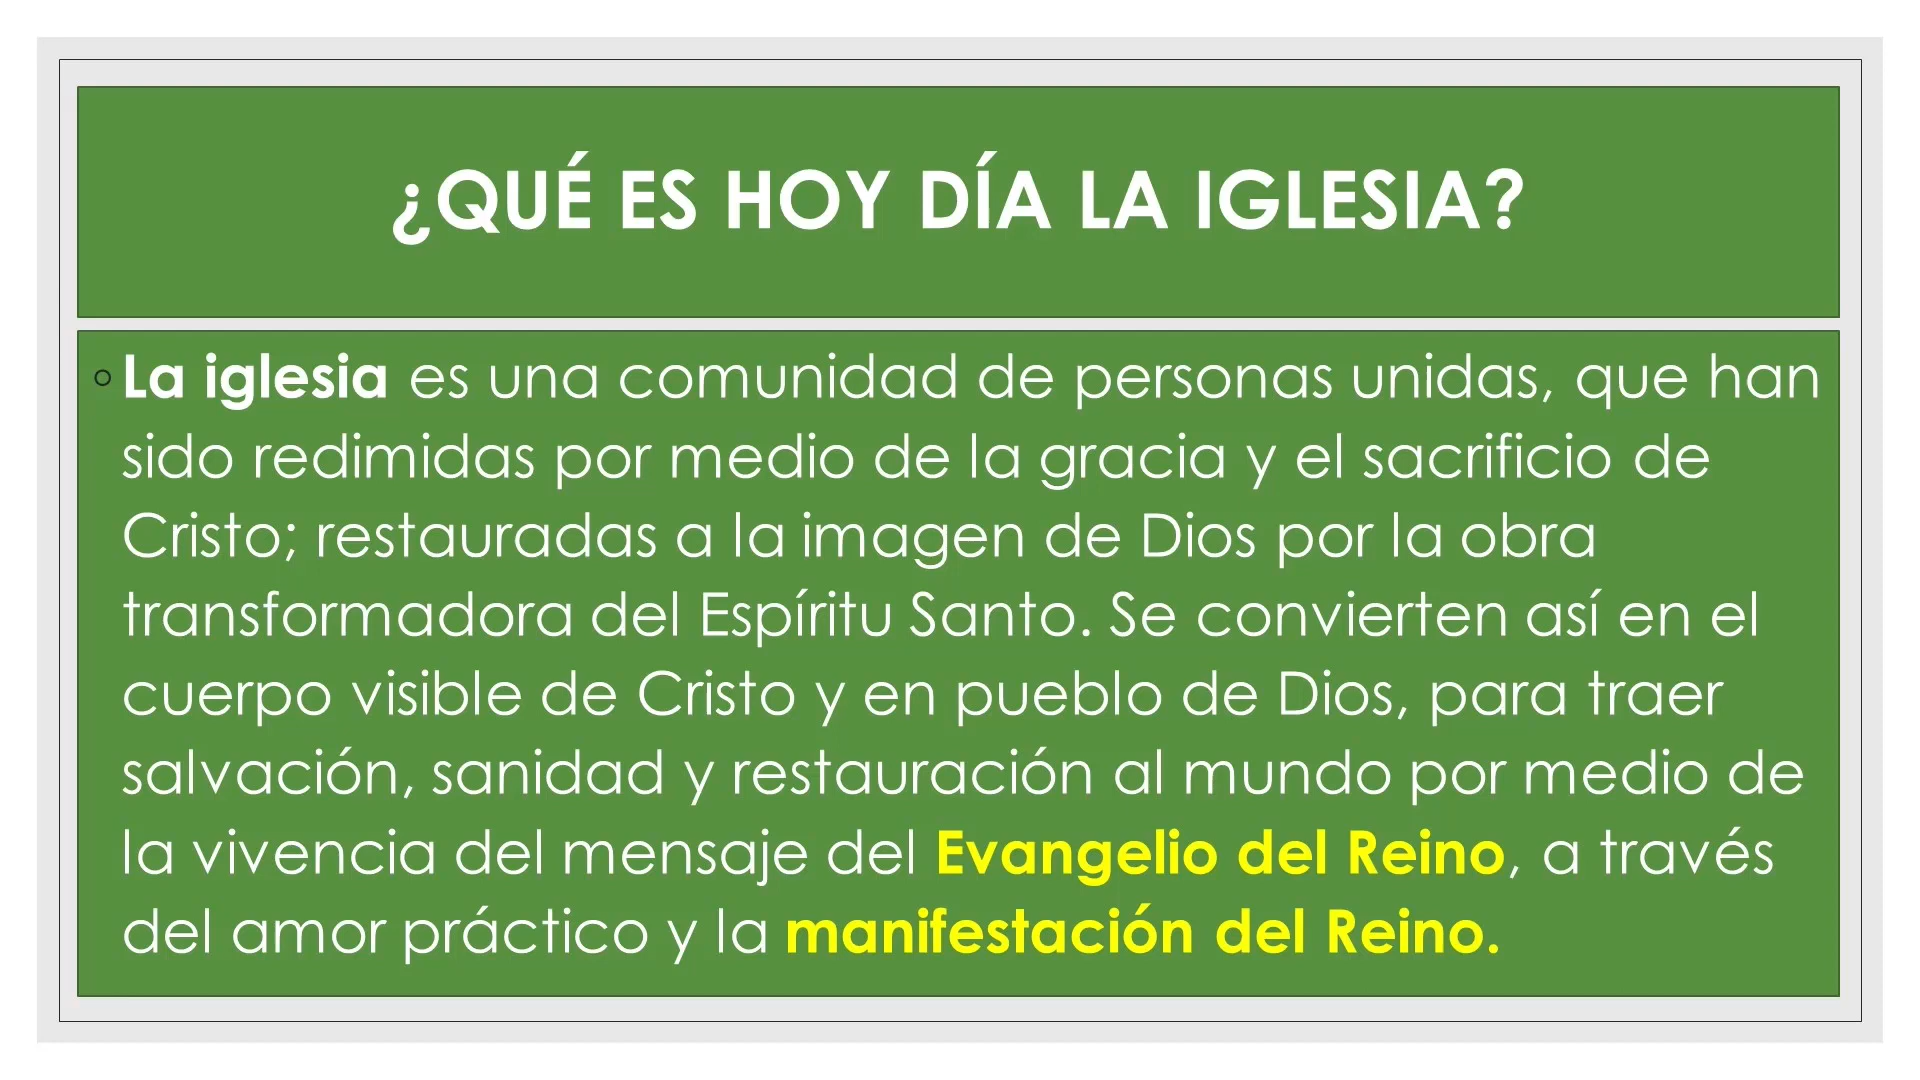 ¿QUÉ ES HOY DÍA LA IGLESIA?
◦ La iglesia es una comunidad de personas unidas, que han
sido redimidas por medio de la gracia y el sacrificio de
Cristo; restauradas a la imagen de Dios por la obra
transformadora del Espíritu Santo. Se convierten así en el
cuerpo visible de Cristo y en pueblo de Dios, para traer
salvación, sanidad y restauración al mundo por medio de
la vivencia del mensaje del Evangelio del Reino, a través
del amor práctico y la manifestación del Reino.